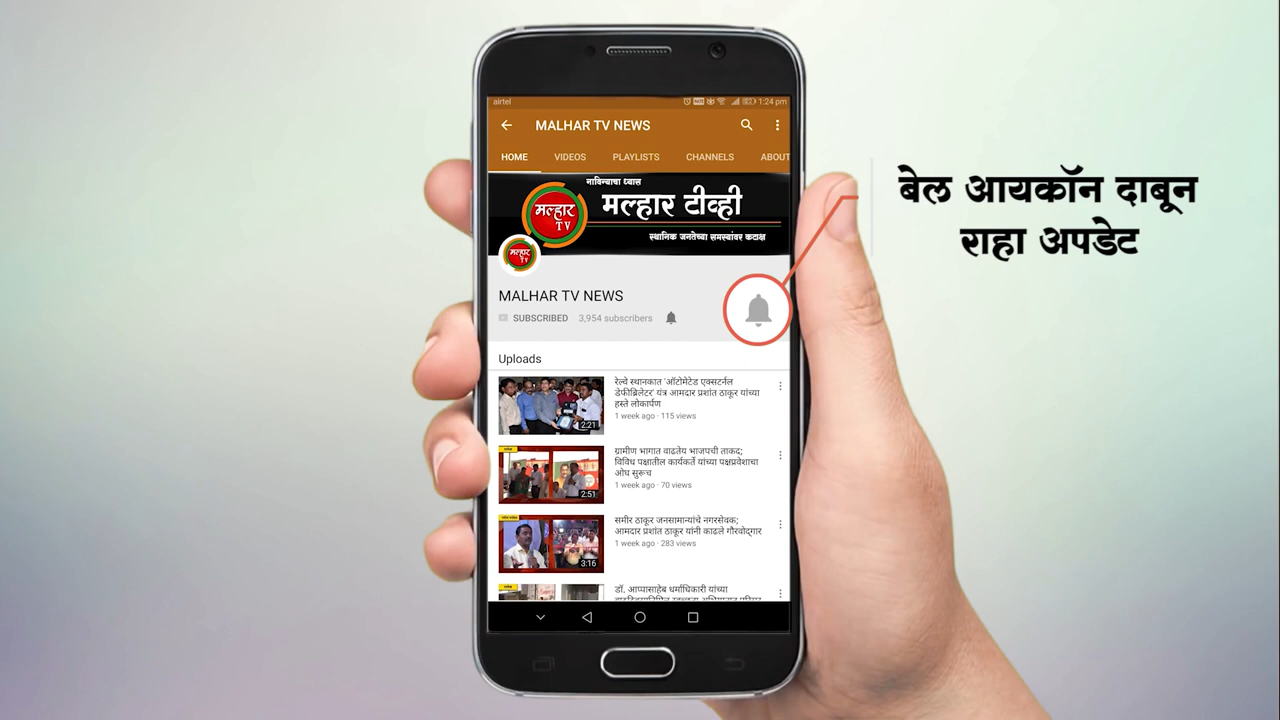 airtel 1:24 pm
MALHAR TV NEWS
HOME VIDEOS PLAYLISTS CHANNELS ABOUT
नाविन्याचा ध्यास
मल्हार टीव्ही
मल्हार
TV
स्थानिक जनतेच्या समस्यांवर कटाक्ष
मल्हार
TV
MALHAR TV NEWS
SUBSCRIBED 3,954 subscribers
बेल आयकॉन दाबून
राहा अपडेट
Uploads
रेल्वे स्थानकात 'ऑटोमेटेड एक्सटर्नल
डेफीब्रिलेटर' यंत्र आमदार प्रशांत ठाकूर यांच्या
हस्ते लोकार्पण
1 week ago · 115 views
2:21
ग्रामीण भागात वाढतेय भाजपची ताकद;
विविध पक्षातील कार्यकर्ते यांच्या पक्षप्रवेशाचा
ओघ सुरूच
1 week ago · 70 views
2:51
समीर ठाकूर जनसामान्यांचे नगरसेवक;
आमदार प्रशांत ठाकूर यांनी काढले गौरवोद्गार
1 week ago · 283 views
3:16
डॉ. आप्पासाहेब धर्माधिकारी यांच्या